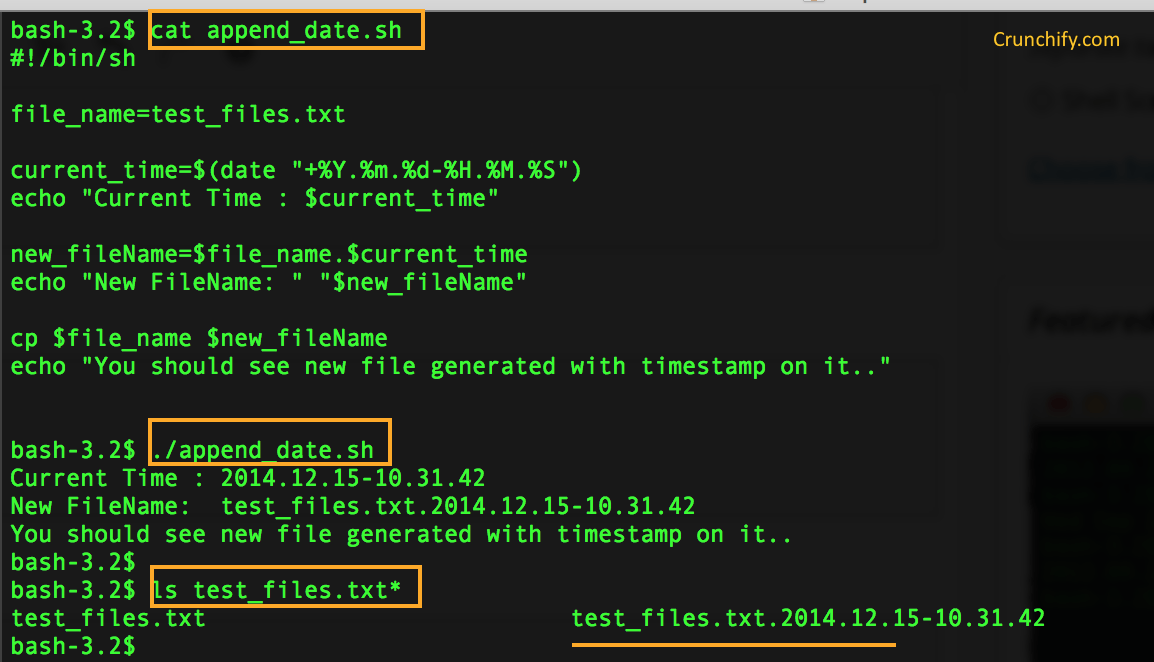 bash-3.2$ cat append_date.sh
Crunchify.com
#!/bin/sh
file_name=test_files.txt
current_time=$(date "+%Y.%m.%d-%H.%M.%S")
echo "Current Time : $current_time"
new_fileName=$file_name.$current_time
echo "New FileName: " "$new_fileName"
cp $file_name $new_fileName
echo "You should see new file generated with timestamp on it.."
bash-3.2$ ./append_date.sh
Current Time : 2014.12.15-10.31.42
New FileName:  test_files.txt.2014.12.15-10.31.42
You should see new file generated with timestamp on it..
bash-3.2$
bash-3.2$ ls test_files.txt*
test_files.txt test_files.txt.2014.12.15-10.31.42
bash-3.2$
Featured